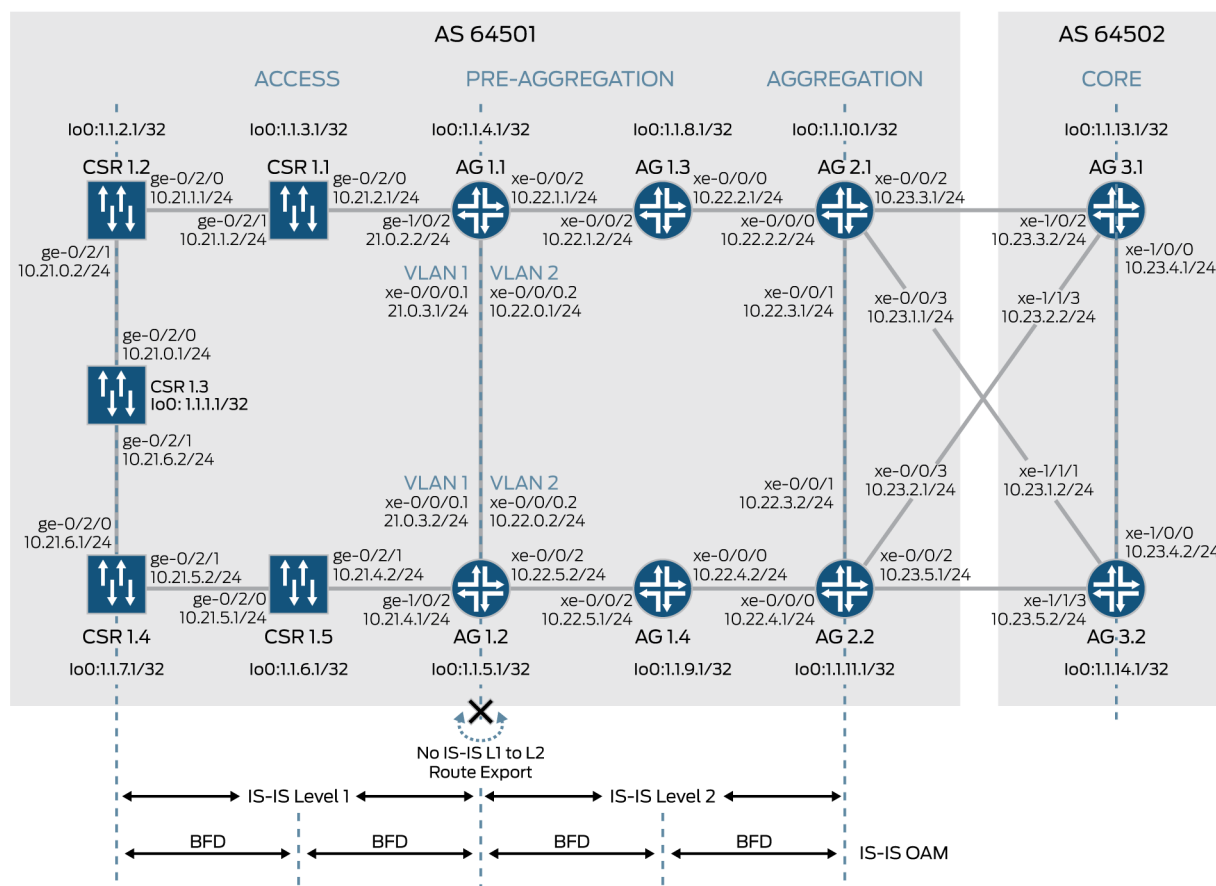 AS 64501
AS 64502
ACCESS
PRE-AGGREGATION
AGGREGATION
CORE
lo0:1.1.2.1/32
lo0:1.1.3.1/32
lo0:1.1.4.1/32
lo0:1.1.8.1/32
lo0:1.1.10.1/32
lo0:1.1.13.1/32
CSR 1.2
CSR 1.1
AG 1.1
AG 1.3
AG 2.1
AG 3.1
ge-0/2/0
10.21.1.1/24
ge-0/2/1
10.21.1.2/24
ge-0/2/0
10.21.2.1/24
ge-1/0/2
21.0.2.2/24
xe-0/0/2
10.22.1.1/24
xe-0/0/2
10.22.1.2/24
xe-0/0/0
10.22.2.1/24
xe-0/0/0
10.22.2.2/24
xe-0/0/2
10.23.3.1/24
xe-1/0/2
10.23.3.2/24
ge-0/2/1
10.21.0.2/24
xe-1/0/0
10.23.4.1/24
VLAN 1
xe-0/0/0.1
21.0.3.1/24
VLAN 2
xe-0/0/0.2
10.22.0.1/24
xe-0/0/1
10.22.3.1/24
xe-0/0/3
10.23.1.1/24
xe-1/1/3
10.23.2.2/24
ge-0/2/0
10.21.0.1/24
CSR 1.3
lo0: 1.1.1.1/32
ge-0/2/1
10.21.6.2/24
VLAN 1
xe-0/0/0.1
21.0.3.2/24
VLAN 2
xe-0/0/0.2
10.22.0.2/24
xe-0/0/1
10.22.3.2/24
xe-0/0/3
10.23.2.1/24
xe-1/1/1
10.23.1.2/24
ge-0/2/0
10.21.6.1/24
xe-1/0/0
10.23.4.2/24
ge-0/2/1
10.21.5.2/24
ge-0/2/0
10.21.5.1/24
ge-0/2/1
10.21.4.2/24
ge-1/0/2
10.21.4.1/24
xe-0/0/2
10.22.5.2/24
xe-0/0/2
10.22.5.1/24
xe-0/0/0
10.22.4.2/24
xe-0/0/0
10.22.4.1/24
xe-0/0/2
10.23.5.1/24
xe-1/1/3
10.23.5.2/24
CSR 1.4
CSR 1.5
AG 1.2
AG 1.4
AG 2.2
AG 3.2
lo0:1.1.7.1/32
lo0:1.1.6.1/32
lo0:1.1.5.1/32
lo0:1.1.9.1/32
lo0:1.1.11.1/32
lo0:1.1.14.1/32
No IS-IS L1 to L2
Route Export
IS-IS Level 1
IS-IS Level 2
BFD
BFD
BFD
BFD
IS-IS OAM